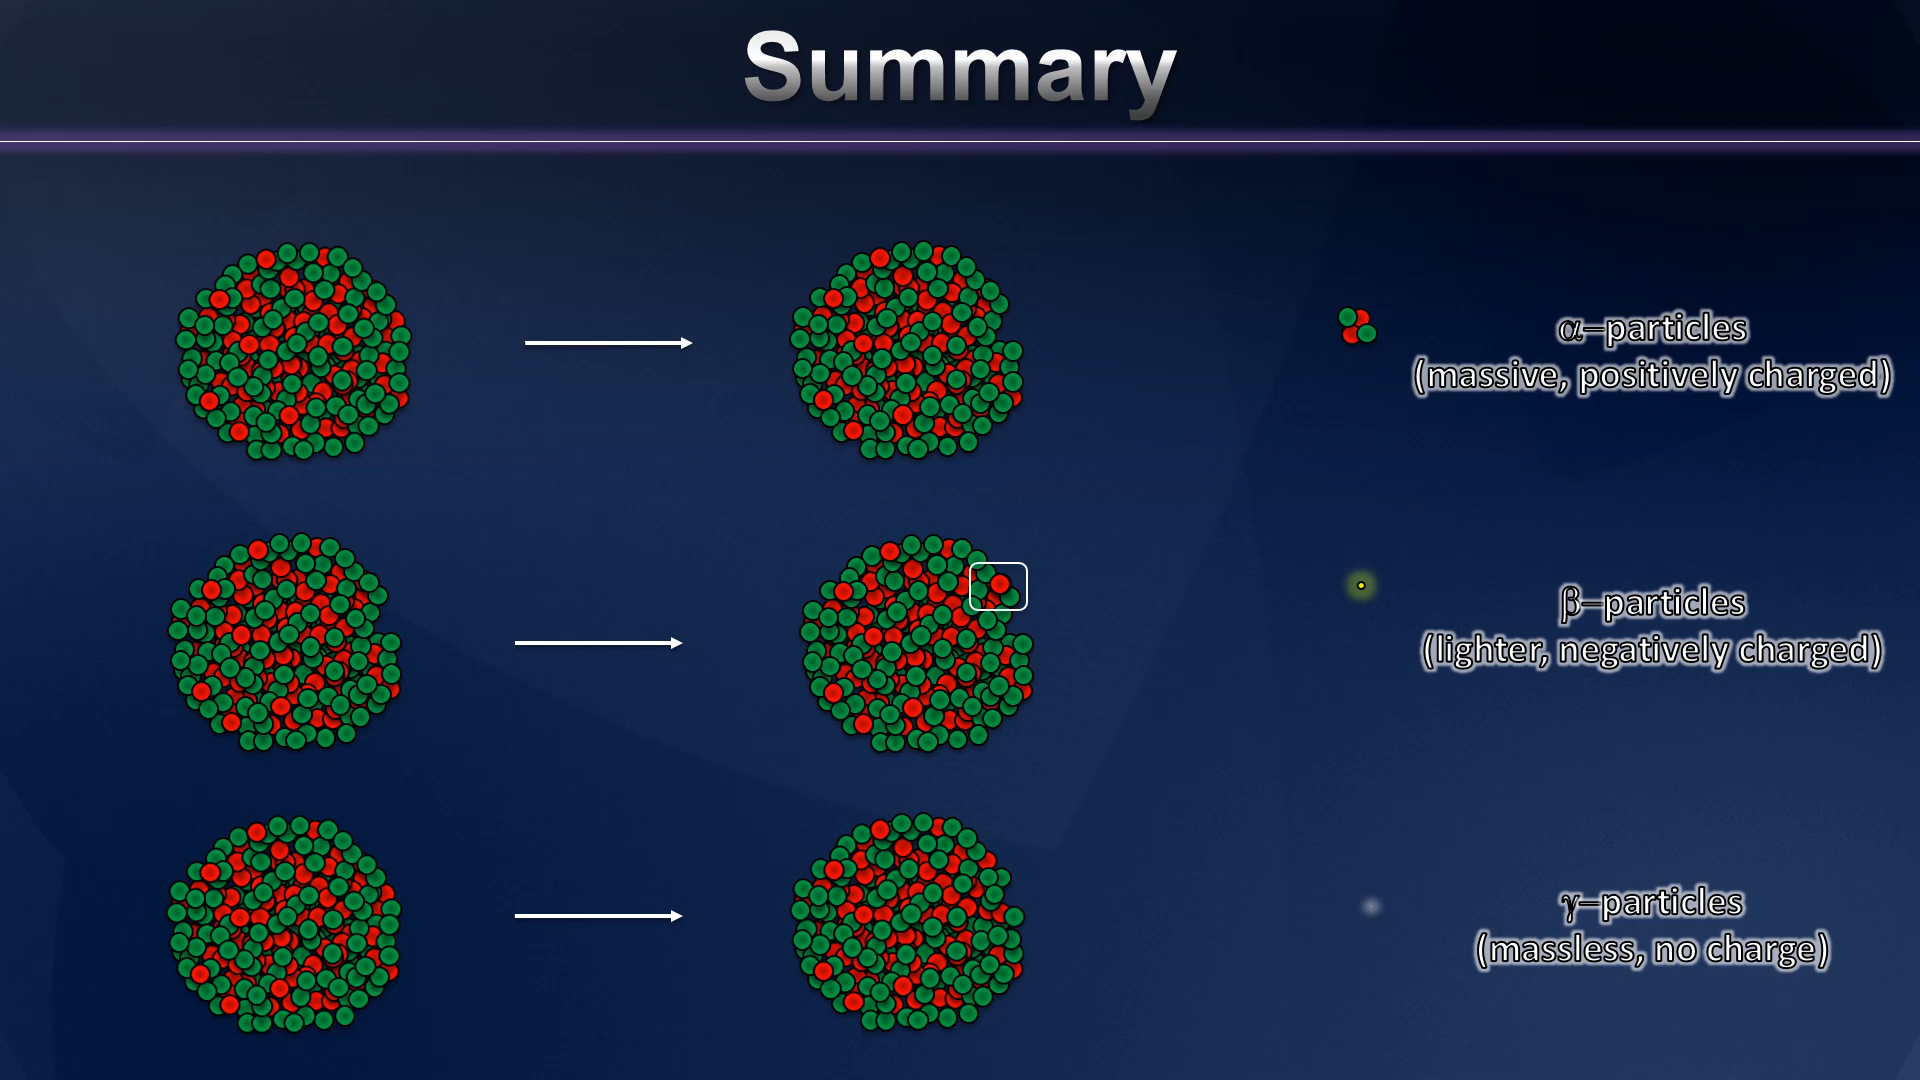 Summary
α–particles
(massive, positively charged)
β–particles
(lighter, negatively charged)
γ–particles
(massless, no charge)